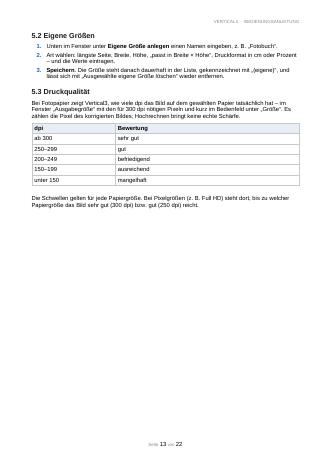 VERTICAL3 – BEDIENUNGSANLEITUNG
5.2 Eigene Größen
1. Unten im Fenster unter Eigene Größe anlegen einen Namen eingeben, z. B. „Fotobuch“.
2. Art wählen: längste Seite, Breite, Höhe, „passt in Breite × Höhe“, Druckformat in cm oder Prozent
– und die Werte eintragen.
3. Speichern. Die Größe steht danach dauerhaft in der Liste, gekennzeichnet mit „(eigene)“, und
lässt sich mit „Ausgewählte eigene Größe löschen“ wieder entfernen.
5.3 Druckqualität
Bei Fotopapier zeigt Vertical3, wie viele dpi das Bild auf dem gewählten Papier tatsächlich hat – im
Fenster „Ausgabegröße“ mit den für 300 dpi nötigen Pixeln und kurz im Bedienfeld unter „Größe“. Es
zählen die Pixel des korrigierten Bildes; Hochrechnen bringt keine echte Schärfe.
dpi Bewertung
ab 300 sehr gut
250–299 gut
200–249 befriedigend
150–199 ausreichend
unter 150 mangelhaft
Die Schwellen gelten für jede Papiergröße. Bei Pixelgrößen (z. B. Full HD) steht dort, bis zu welcher
Papiergröße das Bild sehr gut (300 dpi) bzw. gut (250 dpi) reicht.
Seite 13 von 22